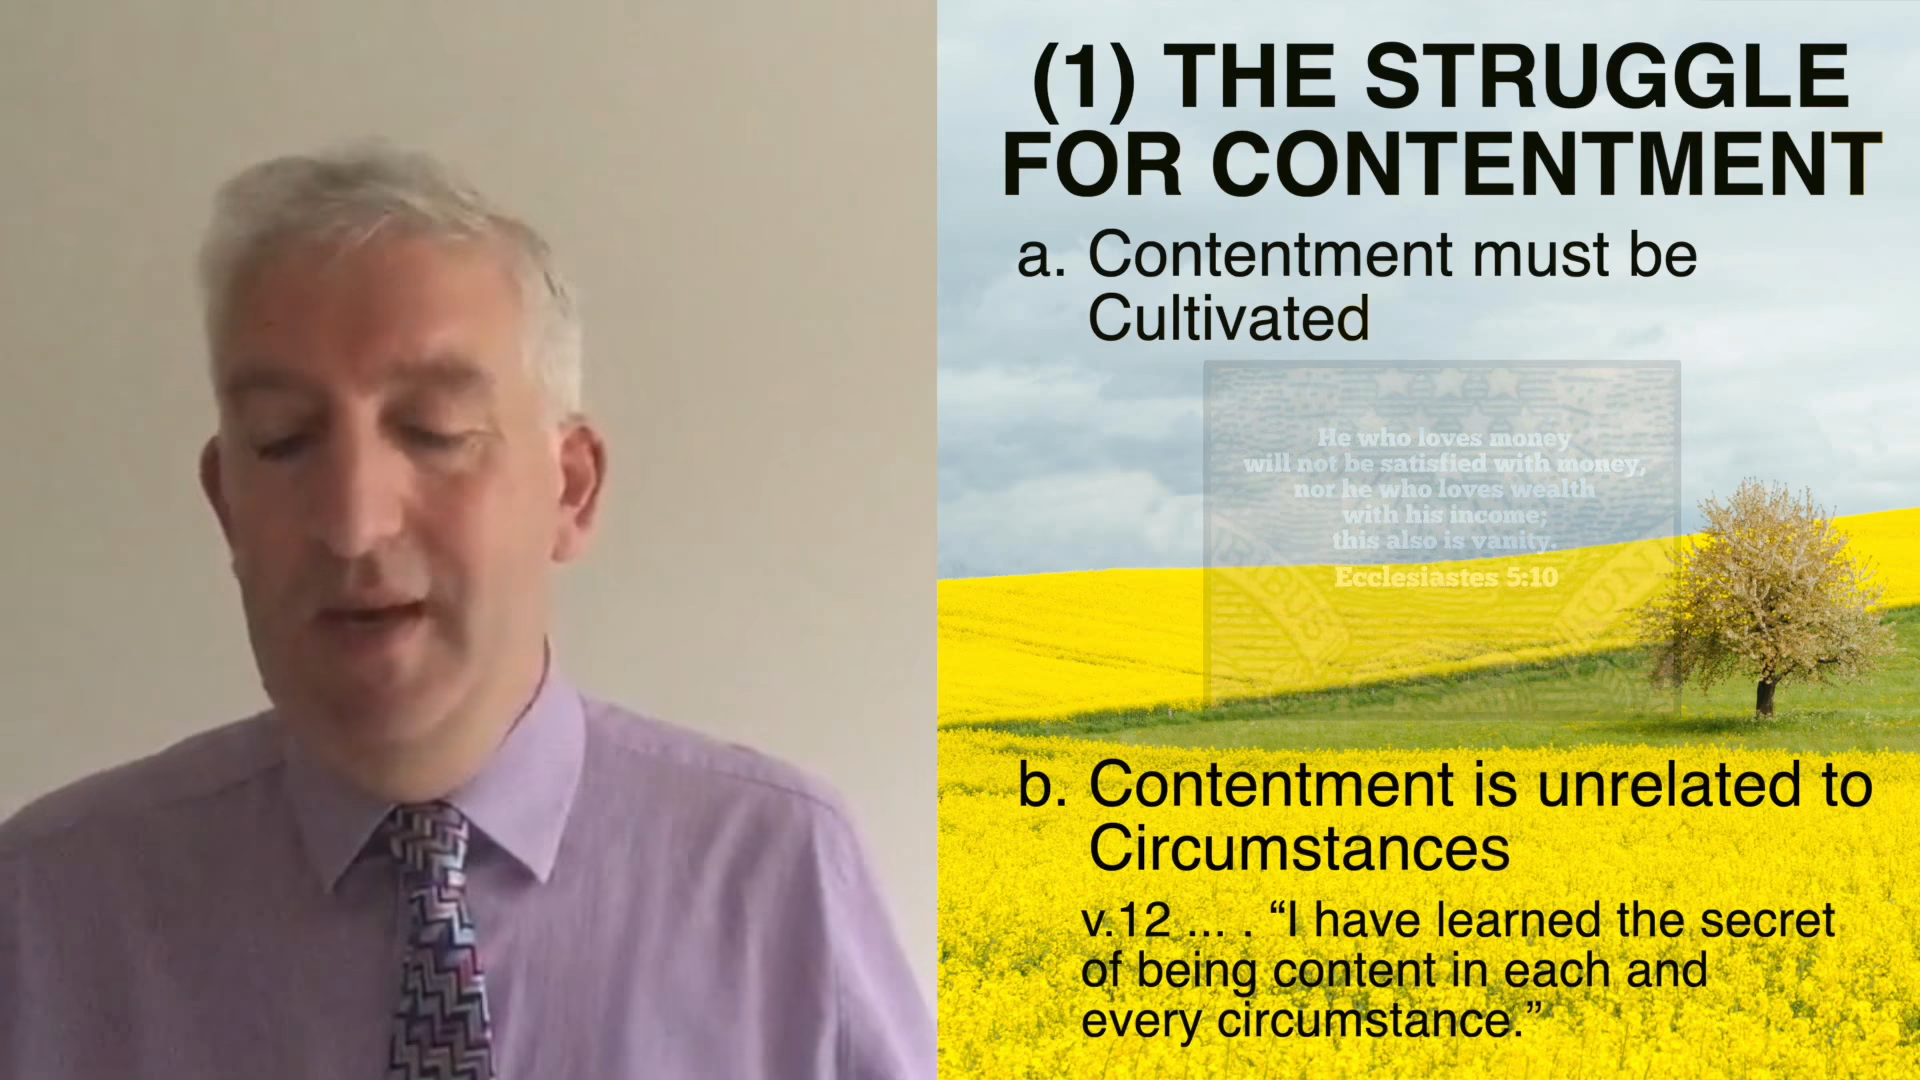 (1) THE STRUGGLE
FOR CONTENTMENT
a. Contentment must be
Cultivated
He who loves money
will not be satisfied with money,
nor he who loves wealth
with his income;
this also is vanity.
Ecclesiastes 5:10
b. Contentment is unrelated to
Circumstances
v.12 ... . “I have learned the secret
of being content in each and
every circumstance.”